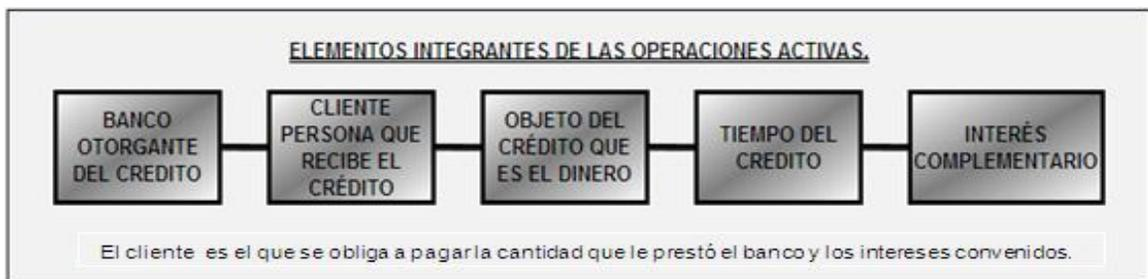 ELEMENTOS INTEGRANTES DE LAS OPERACIONES ACTIVAS.
BANCO
OTORGANTE
DEL CREDITO
CLIENTE
PERSONA QUE
RECIBE EL
CRÉDITO
OBJETO DEL
CRÉDITO QUE
ES EL DINERO
TIEMPO DEL
CREDITO
INTERÉS
COMPLEMENTARIO
El cliente es el que se obliga a pagar la cantidad que le prestó el banco y los intereses convenidos.